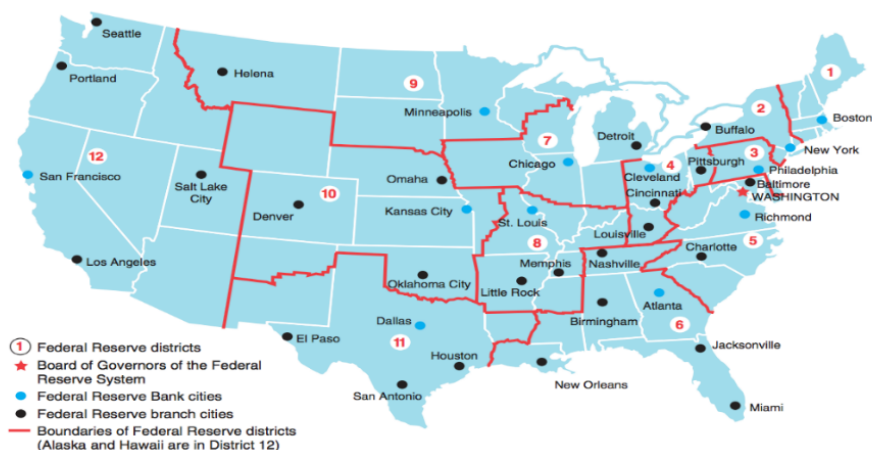 Seattle
Portland
Helena
9
1
Minneapolis
2
Boston
Buffalo
7
Detroit
New York
12
3
Chicago
4
Pittsburgh
Philadelphia
San Francisco
Cleveland
Baltimore
Salt Lake
City
Omaha
Cincinnati
WASHINGTON
10
Denver
Kansas City
St. Louis
Louisville
Richmond
8
5
Charlotte
Los Angeles
Memphis
Nashville
Oklahoma City
Little Rock
Atlanta
Dallas
Birmingham
6
El Paso
11
Jacksonville
Houston
New Orleans
San Antonio
Miami
1 Federal Reserve districts
Board of Governors of the Federal
Reserve System
Federal Reserve Bank cities
Federal Reserve branch cities
Boundaries of Federal Reserve districts
(Alaska and Hawaii are in District 12)